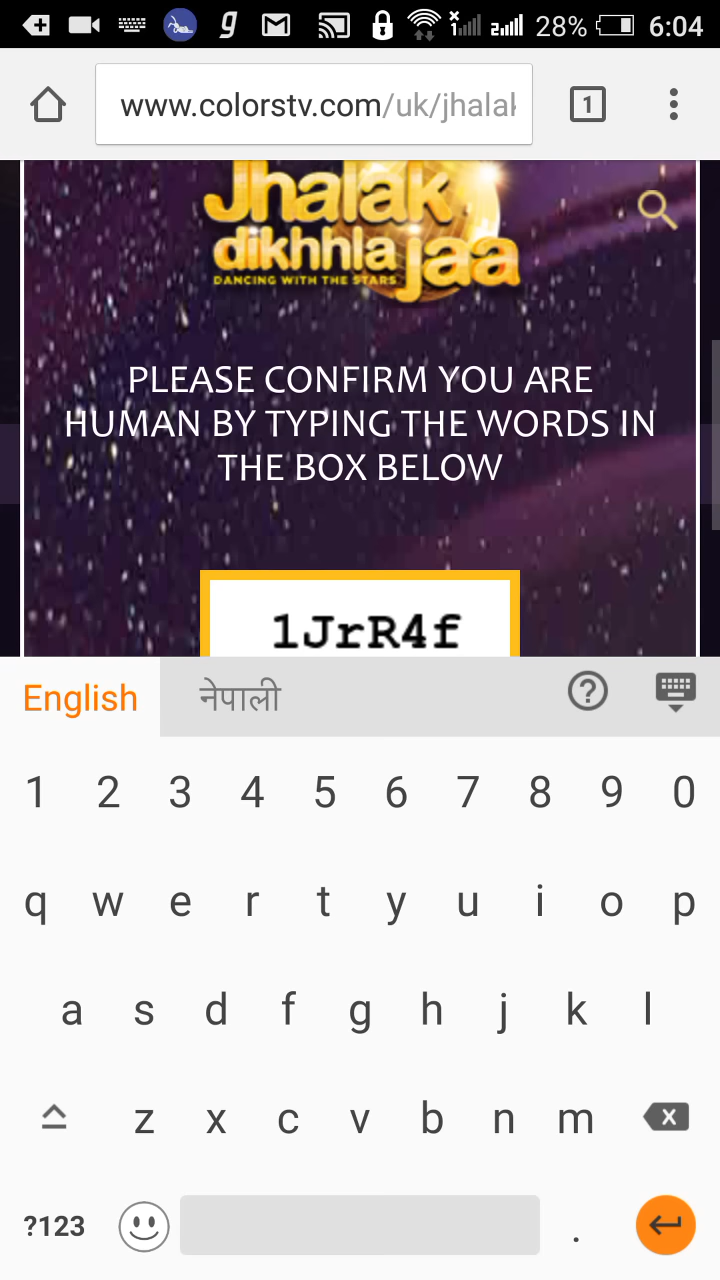 28% 6:04
www.colorstv.com/uk/jhalak
1
Jhalak
dikhhla jaa
DANCING WITH THE STARS
PLEASE CONFIRM YOU ARE
HUMAN BY TYPING THE WORDS IN
THE BOX BELOW
1JrR4f
English नेपाली
1 2 3 4 5 6 7 8 9 0
q w e r t y u i o p
a s d f g h j k l
z x c v b n m
?123 .